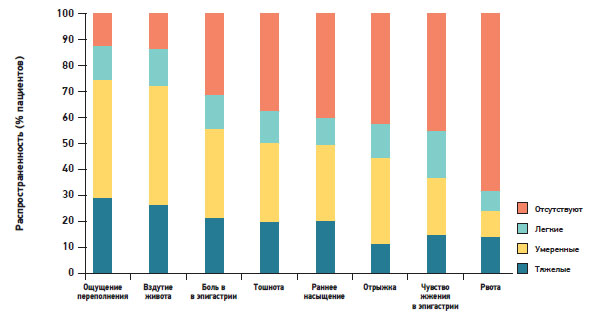 Распространенность (% пациентов)
100
90
80
70
60
50
40
30
20
10
0
Ощущение
переполнения
Вздутие
живота
Боль в
в эпигастрии
Тошнота
Раннее
насыщение
Отрыжка
Чувство
жжения
в эпигастрии
Рвота
Отсутствуют
Легкие
Умеренные
Тяжелые